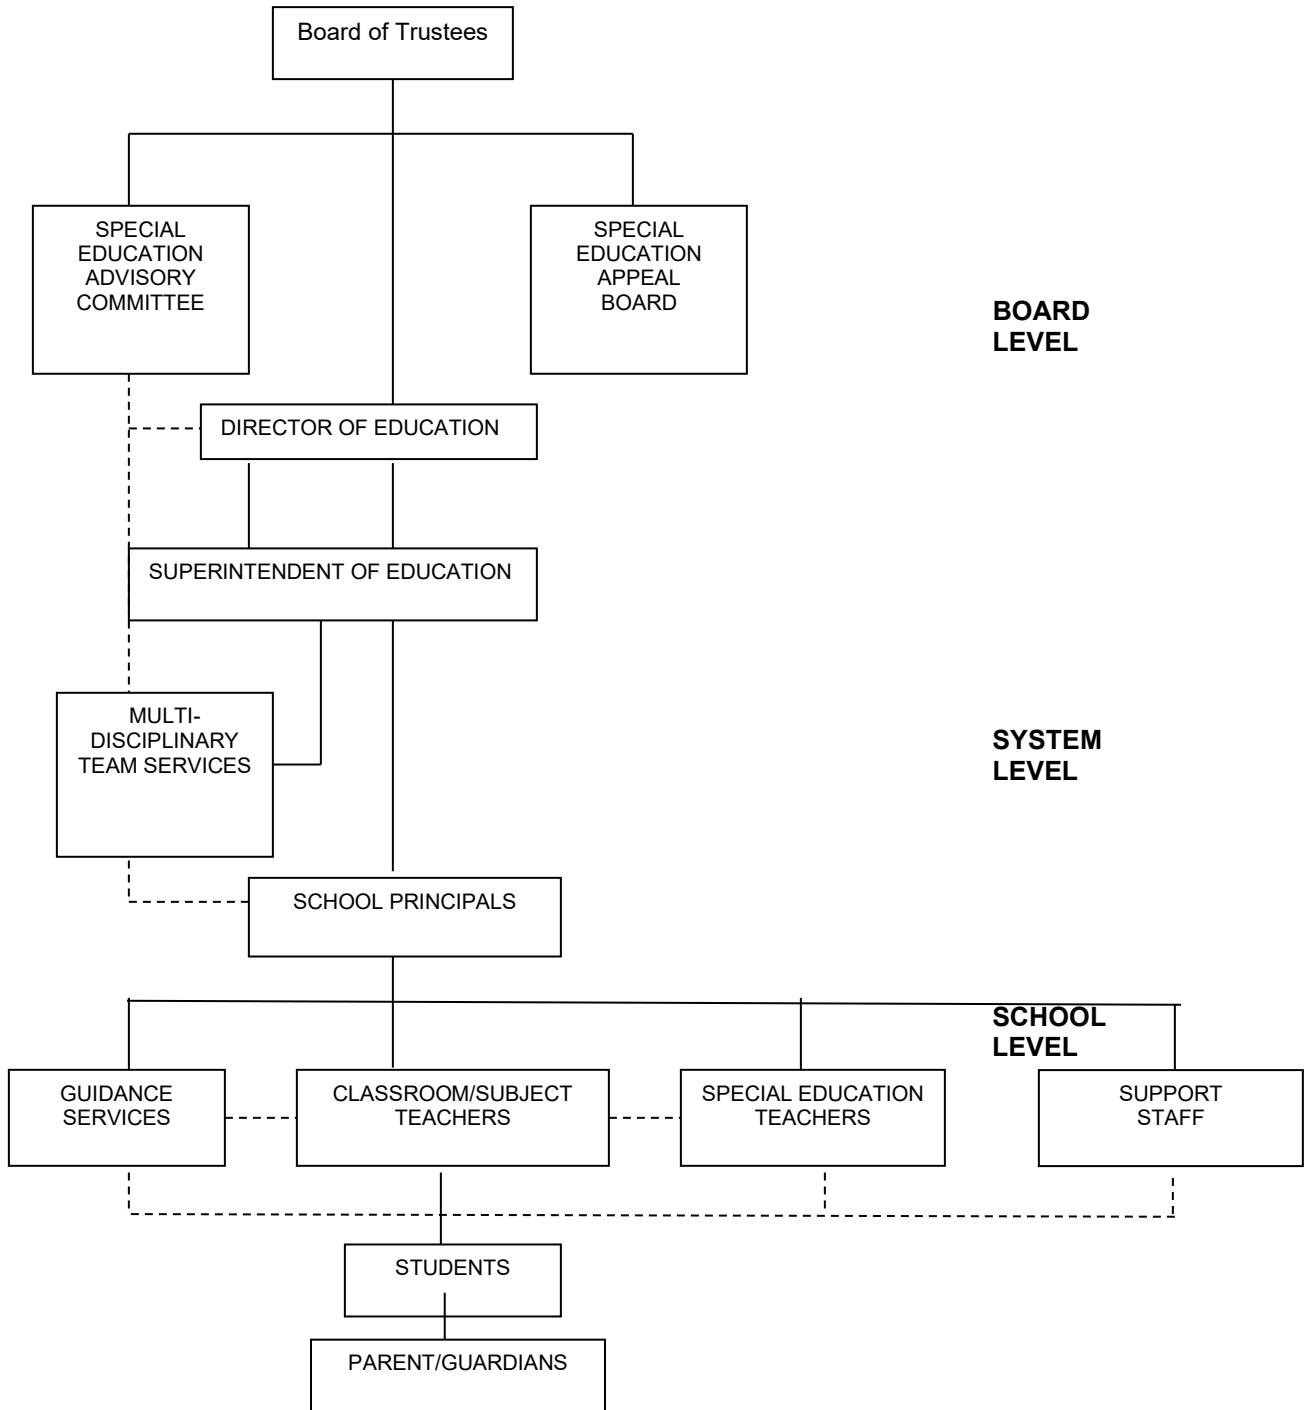 Board of Trustees
SPECIAL
EDUCATION
ADVISORY
COMMITTEE
SPECIAL
EDUCATION
APPEAL
BOARD
BOARD
LEVEL
DIRECTOR OF EDUCATION
SUPERINTENDENT OF EDUCATION
MULTI-
DISCIPLINARY
TEAM SERVICES
SYSTEM
LEVEL
SCHOOL PRINCIPALS
SCHOOL
LEVEL
GUIDANCE
SERVICES
CLASSROOM/SUBJECT
TEACHERS
SPECIAL EDUCATION
TEACHERS
SUPPORT
STAFF
STUDENTS
PARENT/GUARDIANS